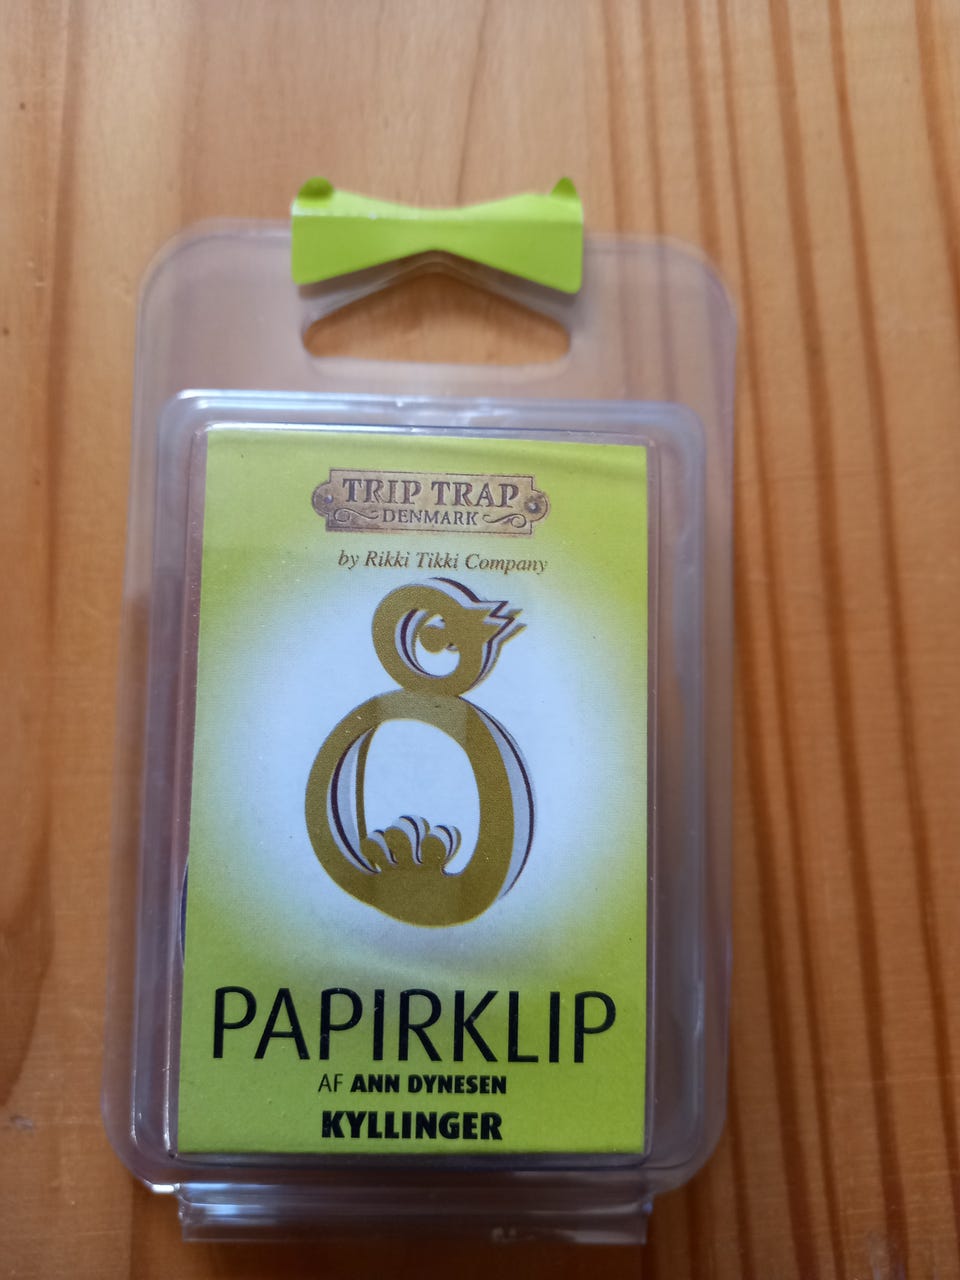 TRIP TRAP
DENMARK
by Rikki Tikki Company
PAPIRKLIP
AF ANN DYNESEN
KYLLINGER